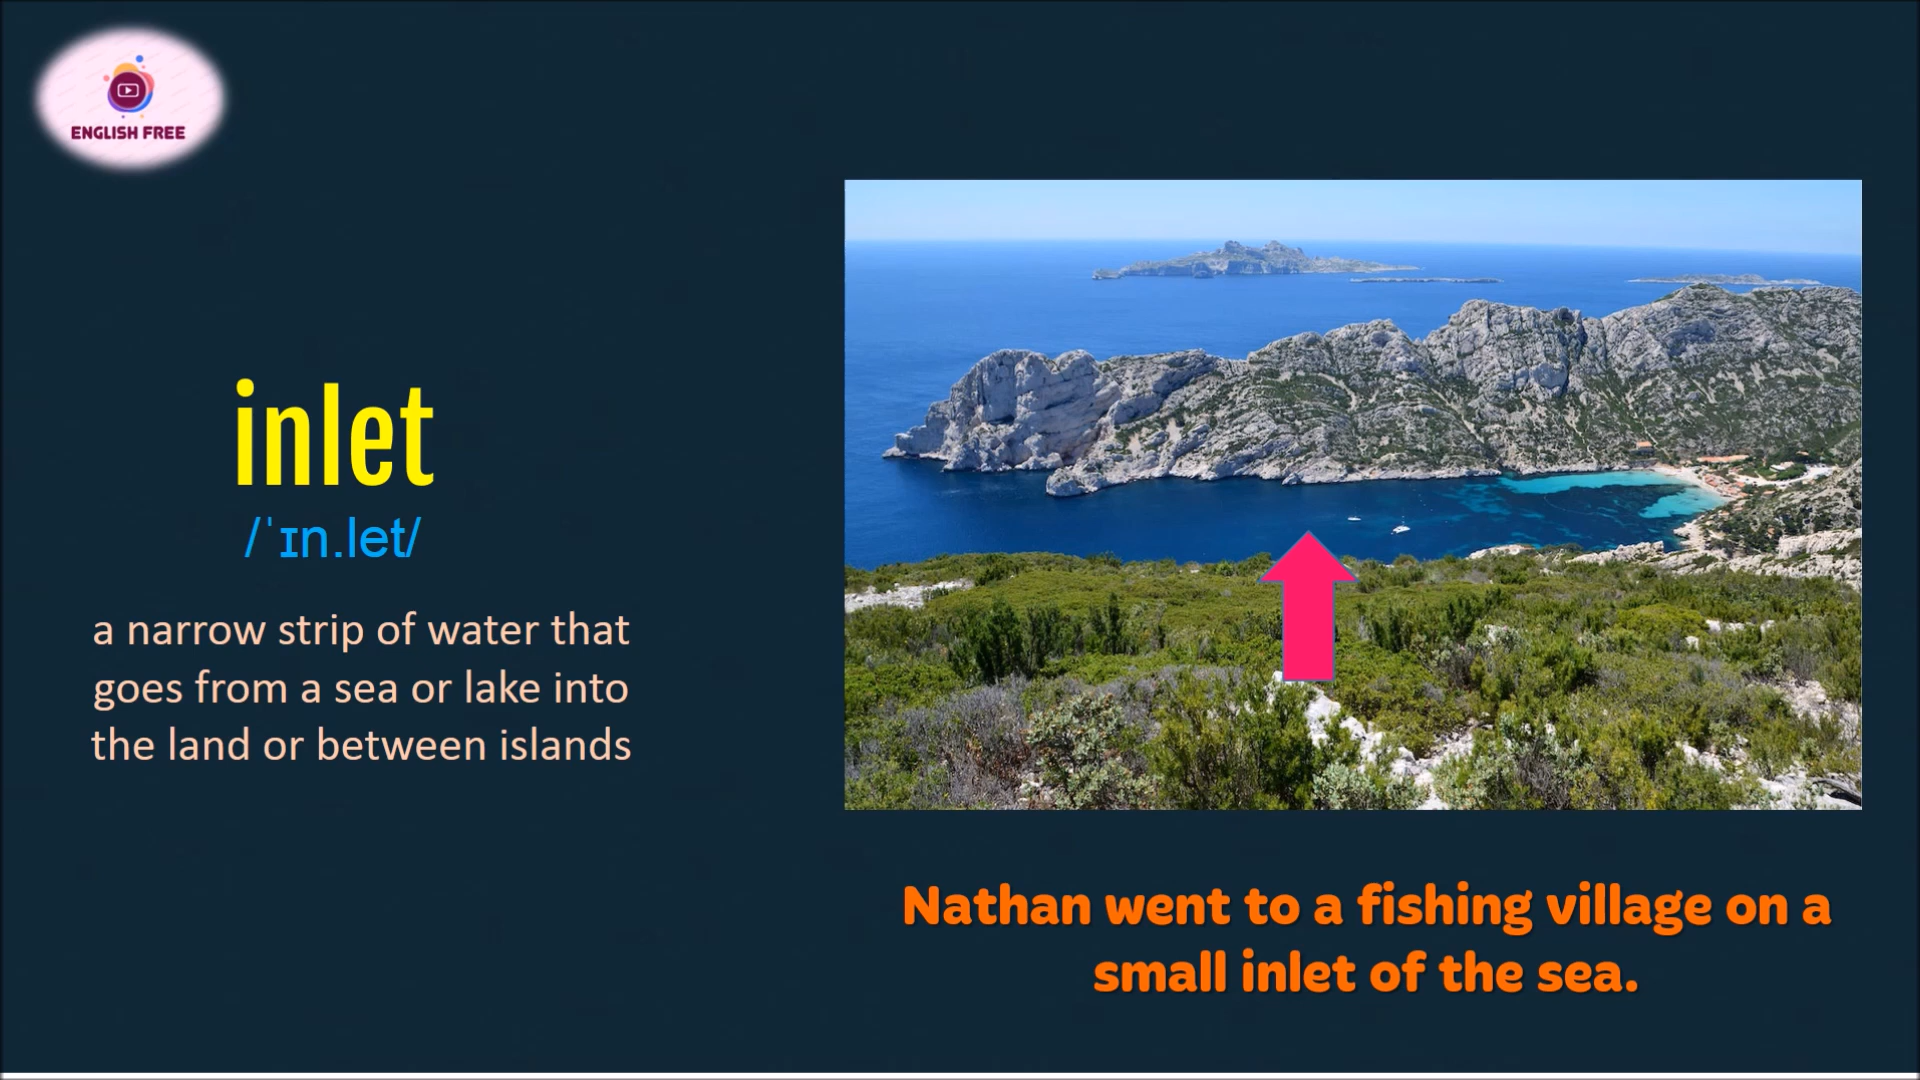 ENGLISH FREE
inlet
/ˈɪn.let/
a narrow strip of water that
goes from a sea or lake into
the land or between islands
Nathan went to a fishing village on a
small inlet of the sea.